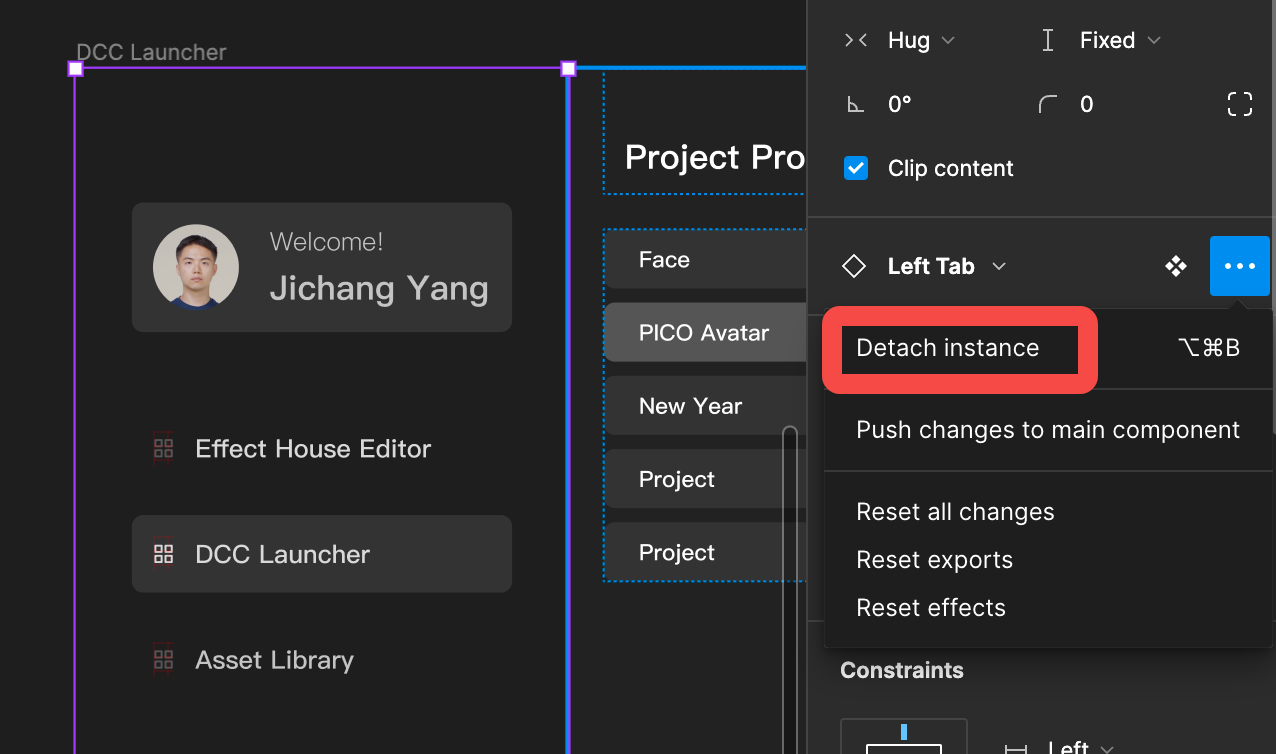 DCC Launcher
Welcome!
Jichang Yang
Effect House Editor
DCC Launcher
Asset Library
Project Pro
Face
PICO Avatar
New Year
Project
Project
Hug
Fixed
0°
0
Clip content
Left Tab
Detach instance ⌥⌘B
Push changes to main component
Reset all changes
Reset exports
Reset effects
Constraints
Left